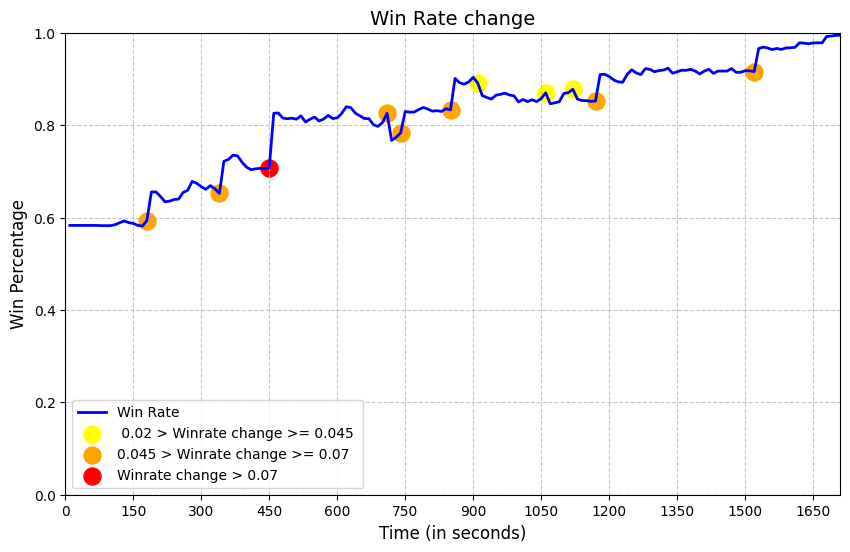 Win Rate change
1.0
0.8
0.6
0.4
0.2
0.0
Win Percentage
Win Rate
0.02 > Winrate change >= 0.045
0.045 > Winrate change >= 0.07
Winrate change > 0.07
0 150 300 450 600 750 900 1050 1200 1350 1500 1650
Time (in seconds)